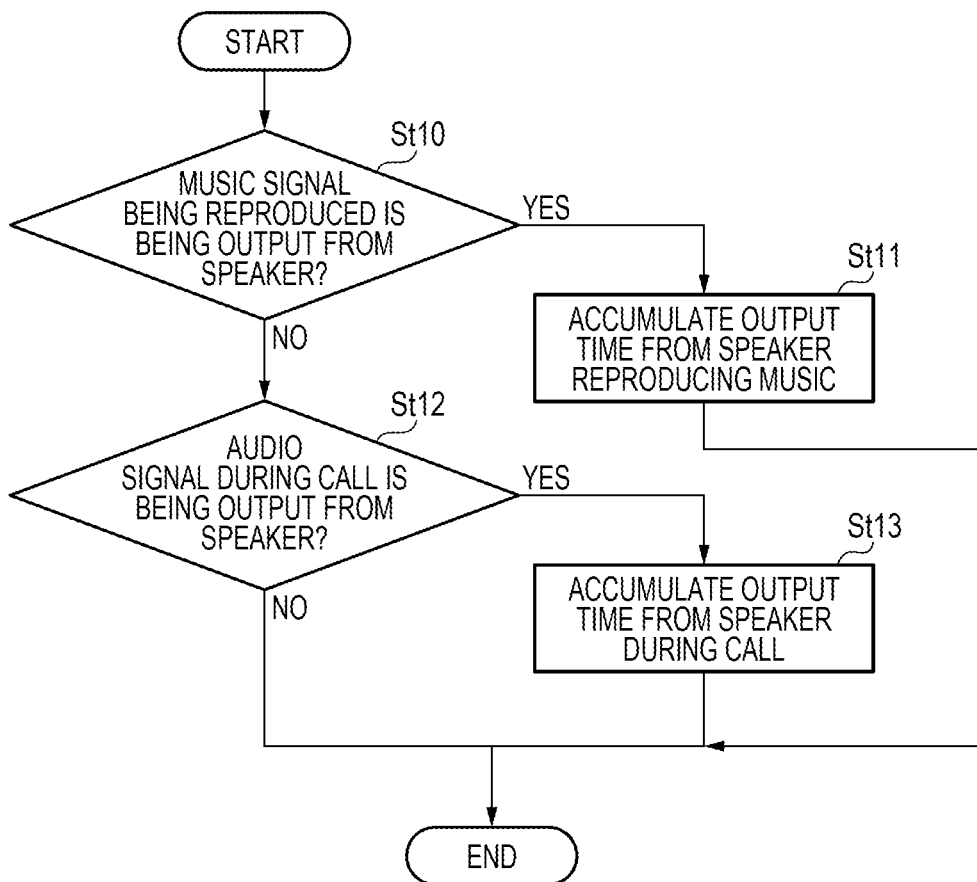 START
St10
MUSIC SIGNAL
BEING REPRODUCED IS
BEING OUTPUT FROM
SPEAKER?
YES
NO
St11
ACCUMULATE OUTPUT
TIME FROM SPEAKER
REPRODUCING MUSIC
St12
AUDIO
SIGNAL DURING CALL IS
BEING OUTPUT FROM
SPEAKER?
YES
NO
St13
ACCUMULATE OUTPUT
TIME FROM SPEAKER
DURING CALL
END